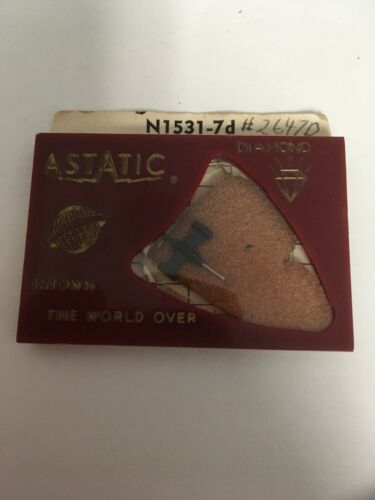 N1531-7d #2647D
ASTATIC®
DIAMOND
KNOWN
THE WORLD OVER